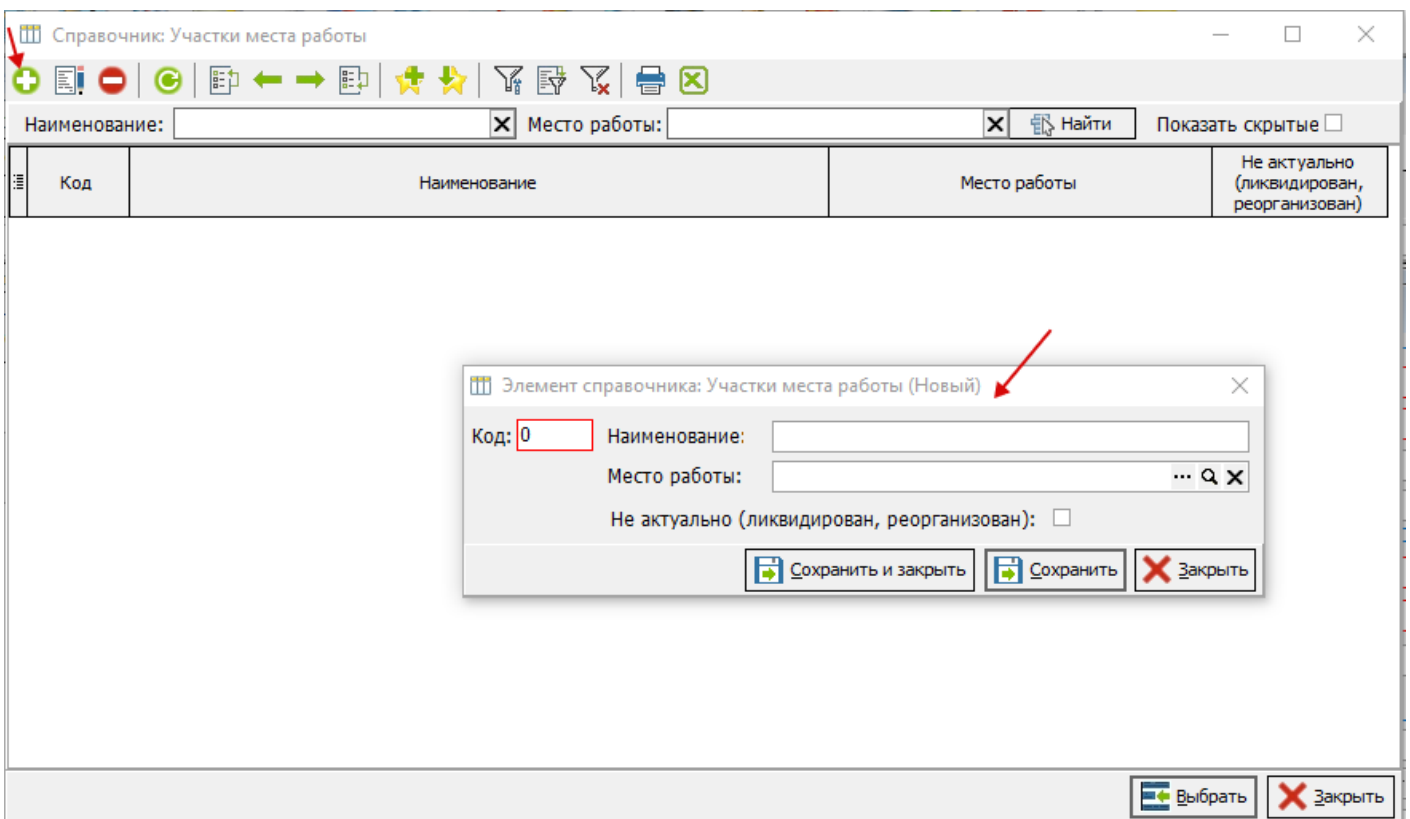 Справочник: Участки места работы
Наименование: Место работы: Найти Показать скрытые
Код Наименование Место работы Не актуально (ликвидирован, реорганизован)
Элемент справочника: Участки места работы (Новый)
Код: 0 Наименование:
Место работы:
Не актуально (ликвидирован, реорганизован):
Сохранить и закрыть Сохранить Закрыть
Выбрать Закрыть